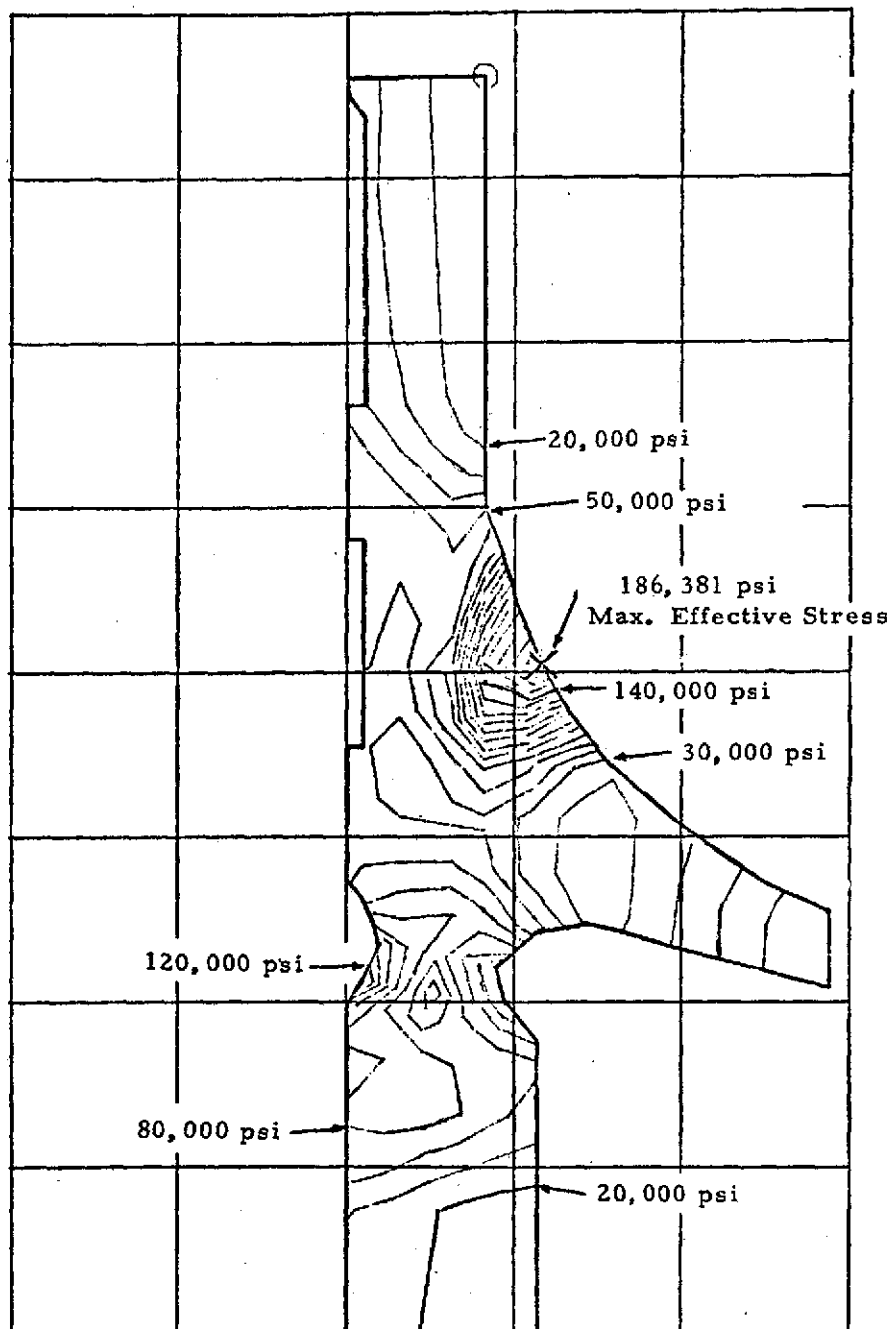 20,000 psi
50,000 psi
186,381 psi
Max. Effective Stress
140,000 psi
30,000 psi
120,000 psi
80,000 psi
20,000 psi